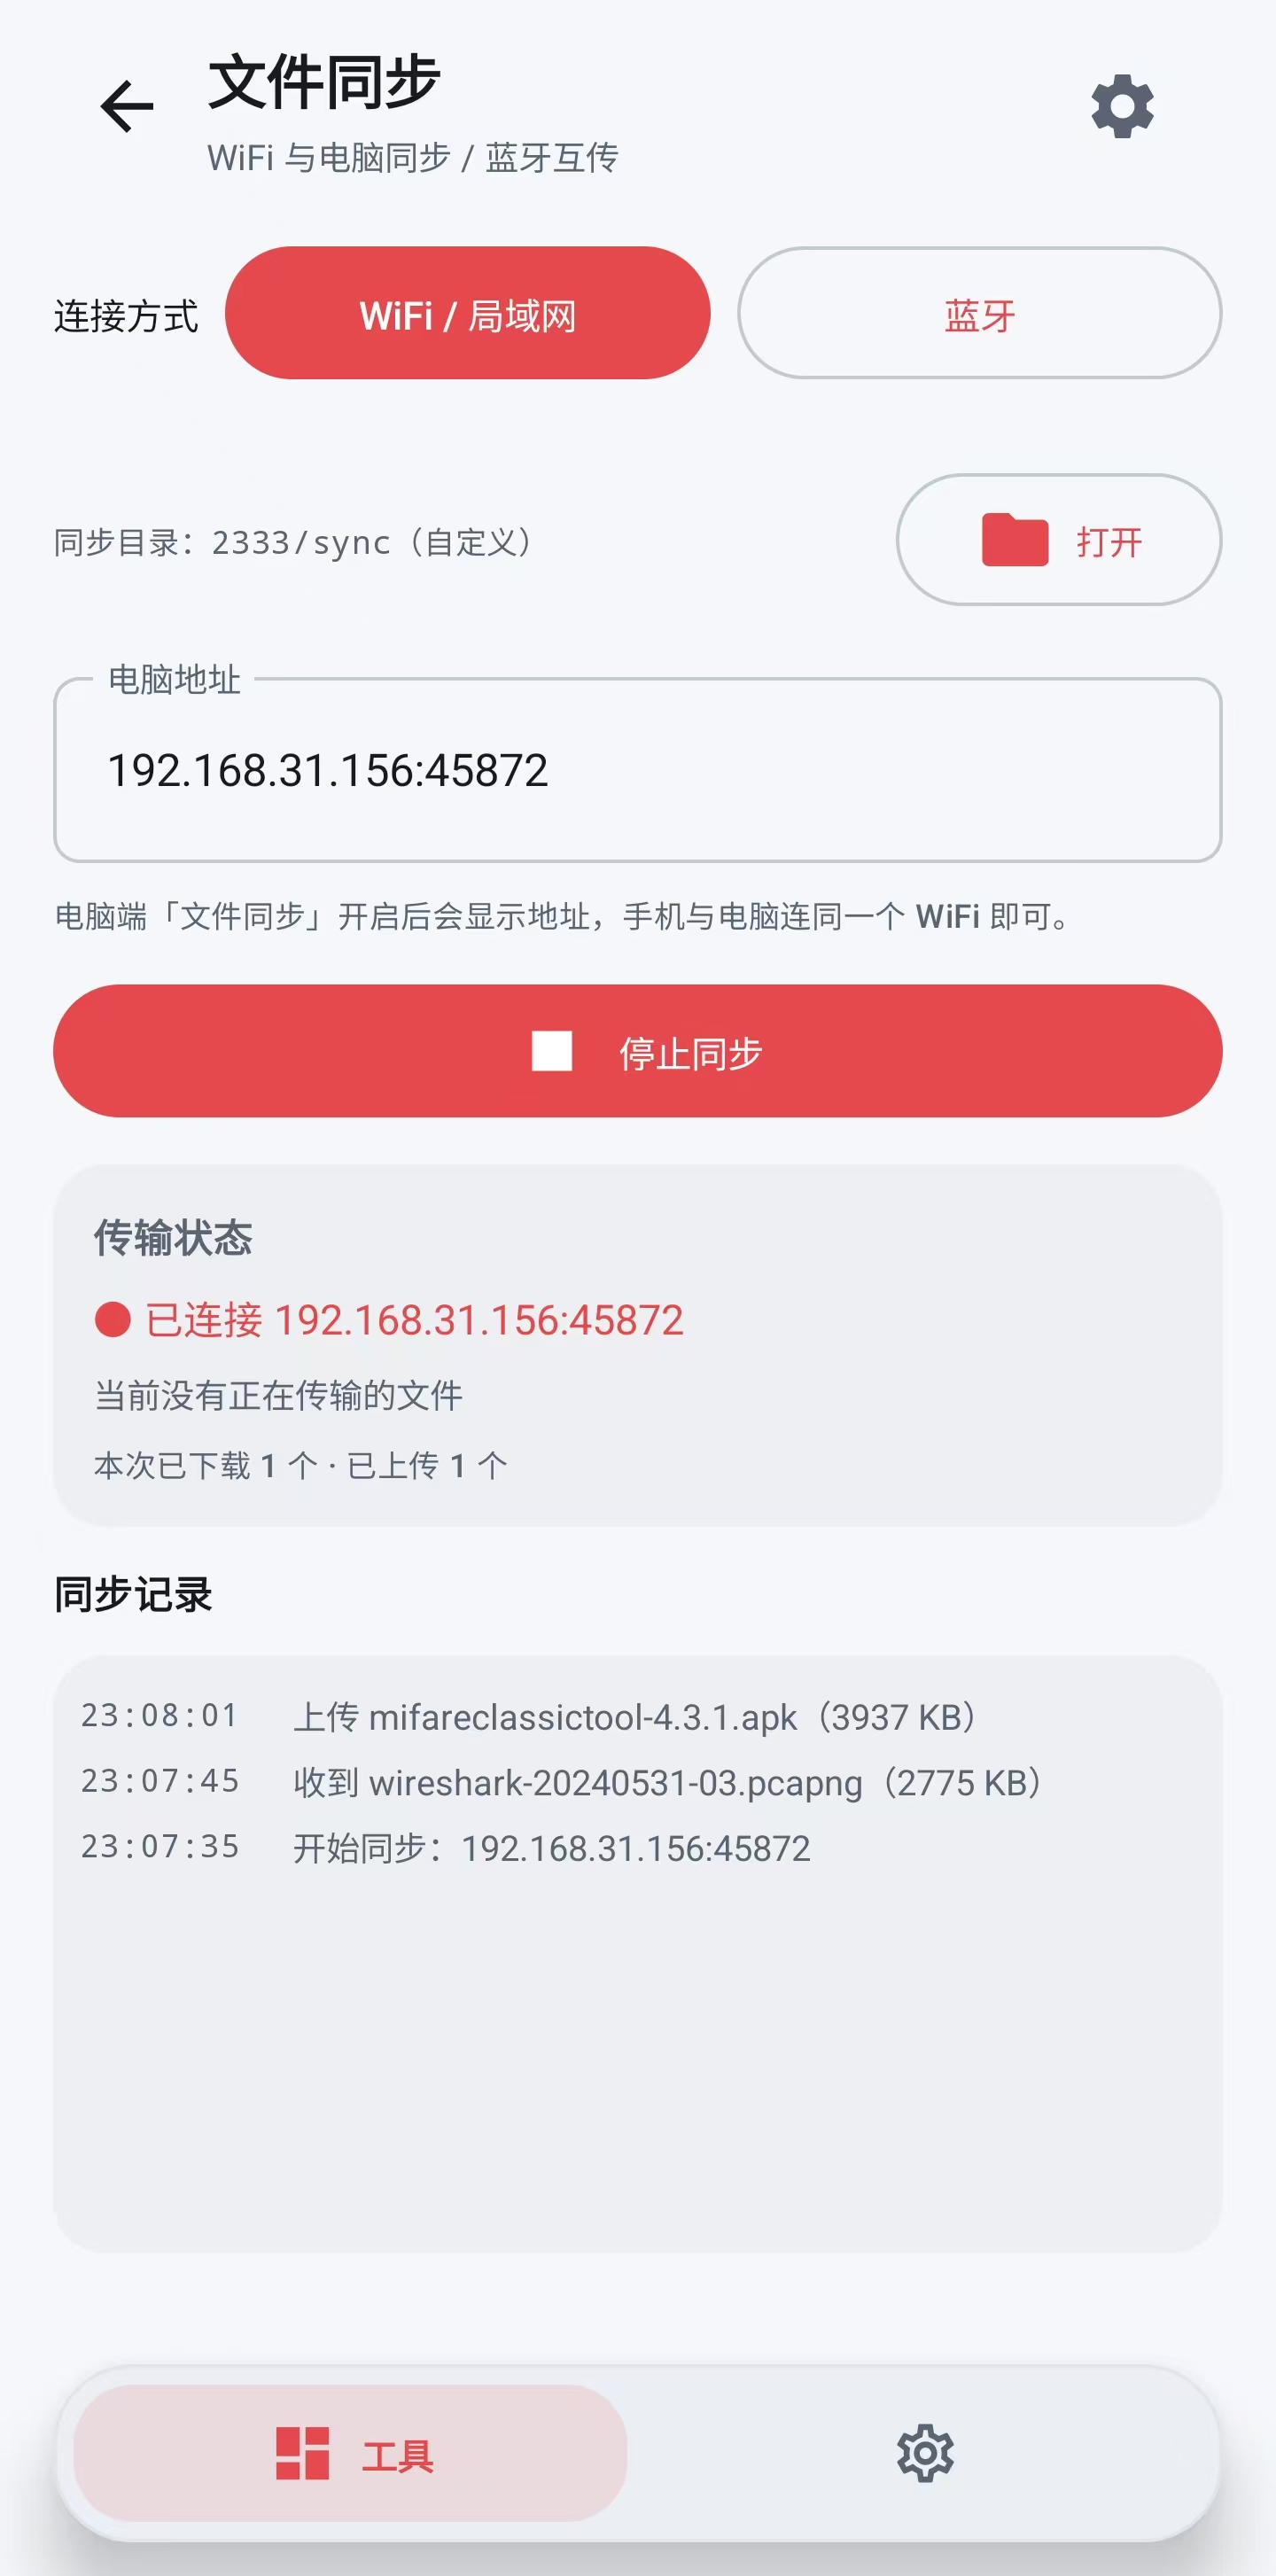 文件同步
WiFi 与电脑同步 / 蓝牙互传
连接方式
WiFi / 局域网
蓝牙
同步目录：2333/sync（自定义）
打开
电脑地址
192.168.31.156:45872
电脑端「文件同步」开启后会显示地址，手机与电脑连同一个 WiFi 即可。
停止同步
传输状态
已连接 192.168.31.156:45872
当前没有正在传输的文件
本次已下载 1 个 · 已上传 1 个
同步记录
23:08:01 上传 mifareclassictool-4.3.1.apk（3937 KB）
23:07:45 收到 wireshark-20240531-03.pcapng（2775 KB）
23:07:35 开始同步：192.168.31.156:45872
工具